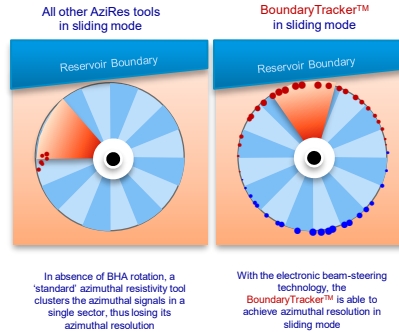 All other AziRes tools
in sliding mode
Reservoir Boundary
In absence of BHA rotation, a
‘standard’ azimuthal resistivity tool
clusters the azimuthal signals in a
single sector, thus losing its
azimuthal resolution
BoundaryTracker™
in sliding mode
Reservoir Boundary
With the electronic beam-steering
technology, the
BoundaryTracker™ is able to
achieve azimuthal resolution in
sliding mode